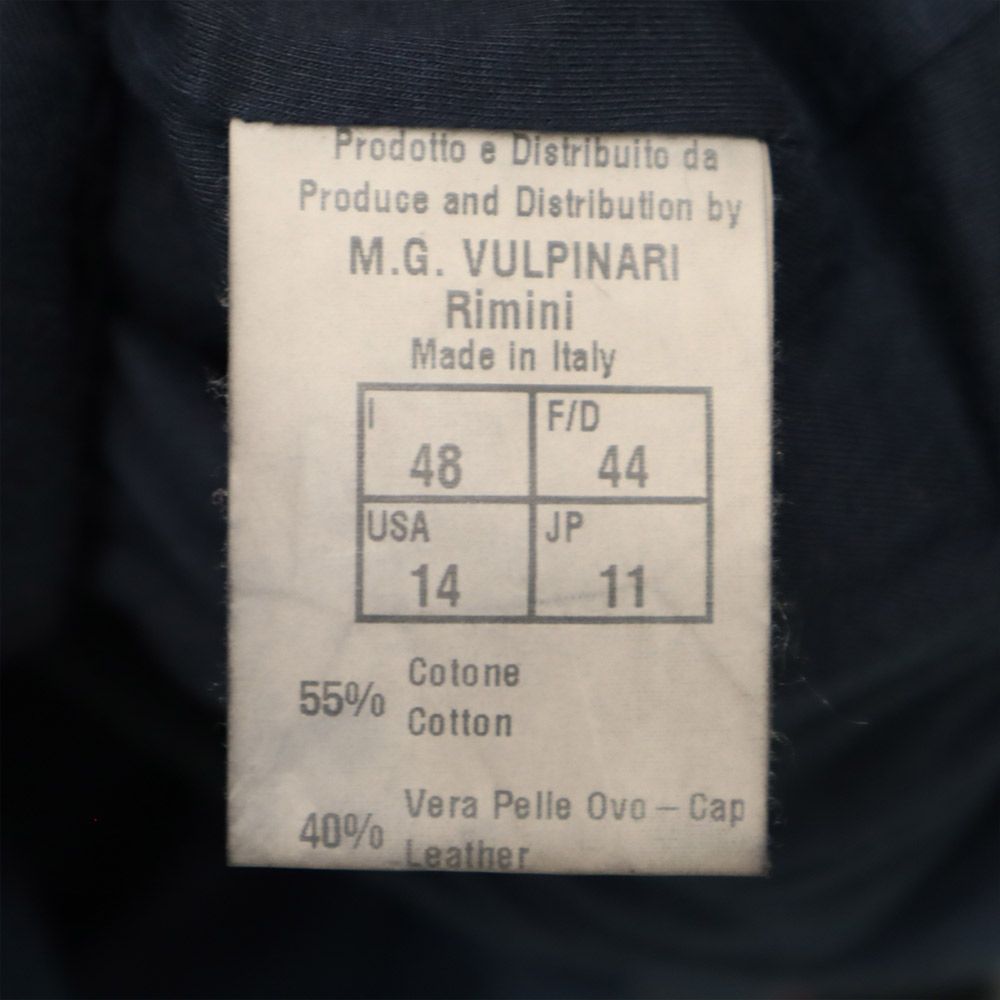 Prodotto e Distribuito da
Produce and Distribution by
M.G. VULPINARI
Rimini
Made in Italy
I F/D
48 44
USA JP
14 11
55% Cotone
Cotton
40% Vera Pelle Ovo – Cap
Leather